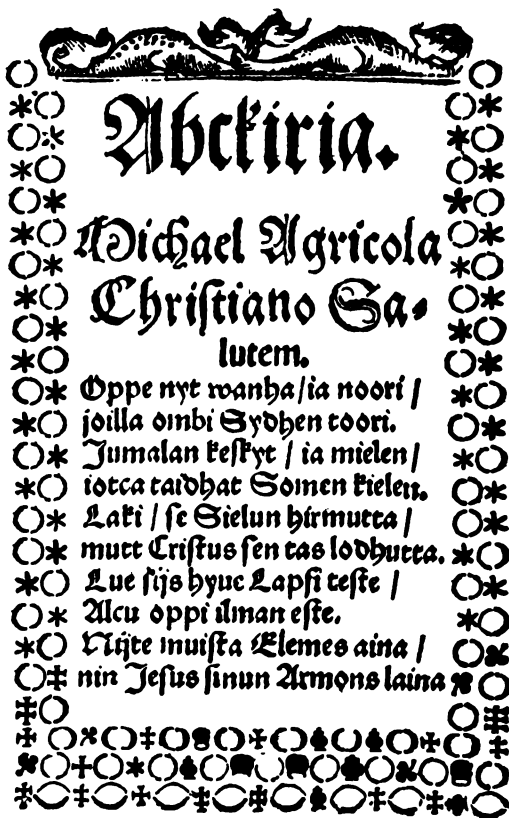 Abckiria.
Michael Agricola
Christiano Sa-
lutem.
Oppe nyt wanha/ia noori /
joilla ombi Sydhen toori.
Jumalan keskyt / ia mielen/
iotca taidhat Somen kielen.
Laki / se Sielun hirmutta /
mutt Cristus sen tas lodhutta.
Lue sijs hyue Lapsi teste /
Alcu oppi ilman este.
Nijte muista Elemes aina /
nin Jesus sinun Armons laina